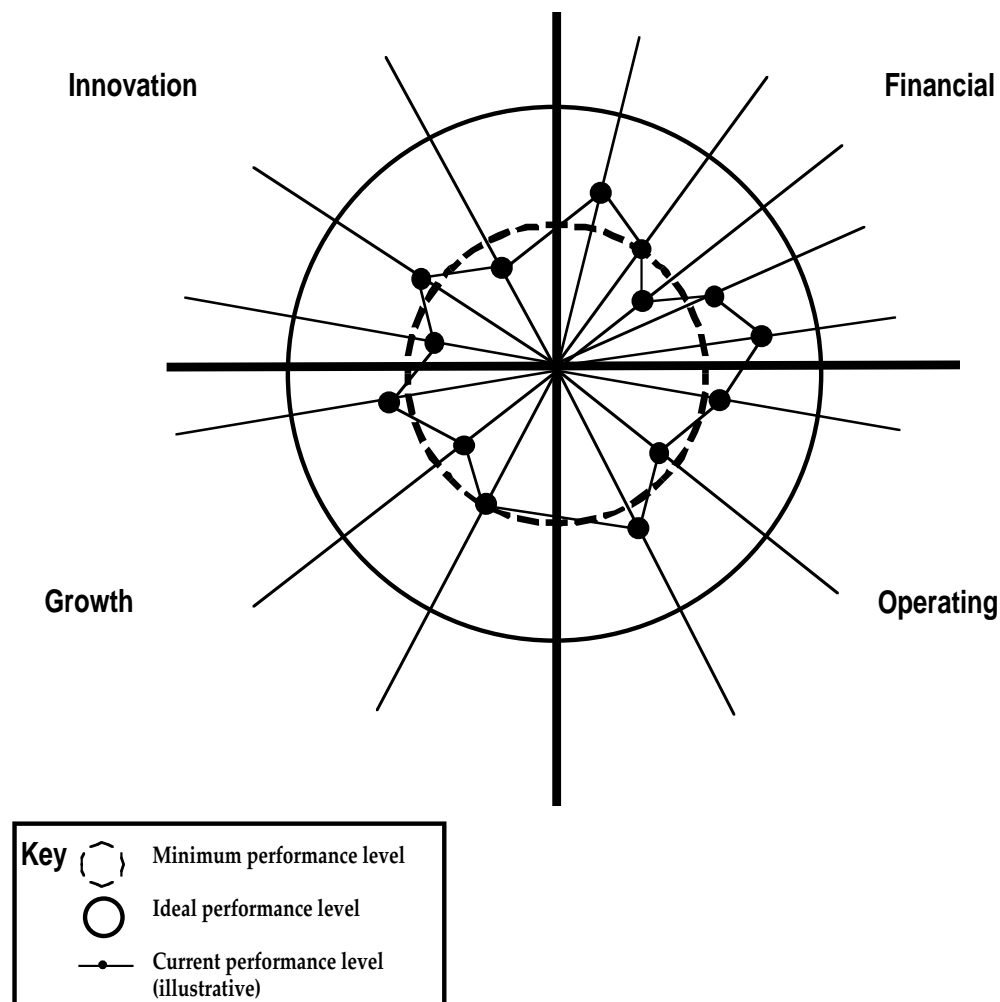 Innovation
Financial
Growth
Operating
Key
Minimum performance level
Ideal performance level
Current performance level
(illustrative)